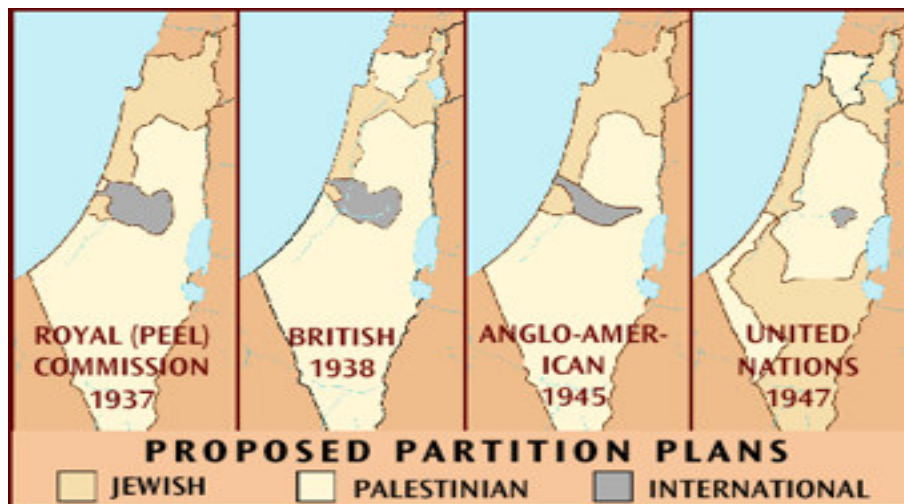 ROYAL (PEEL)
COMMISSION
1937
BRITISH
1938
ANGLO-AMER-
ICAN
1945
UNITED
NATIONS
1947
PROPOSED PARTITION PLANS
JEWISH
PALESTINIAN
INTERNATIONAL